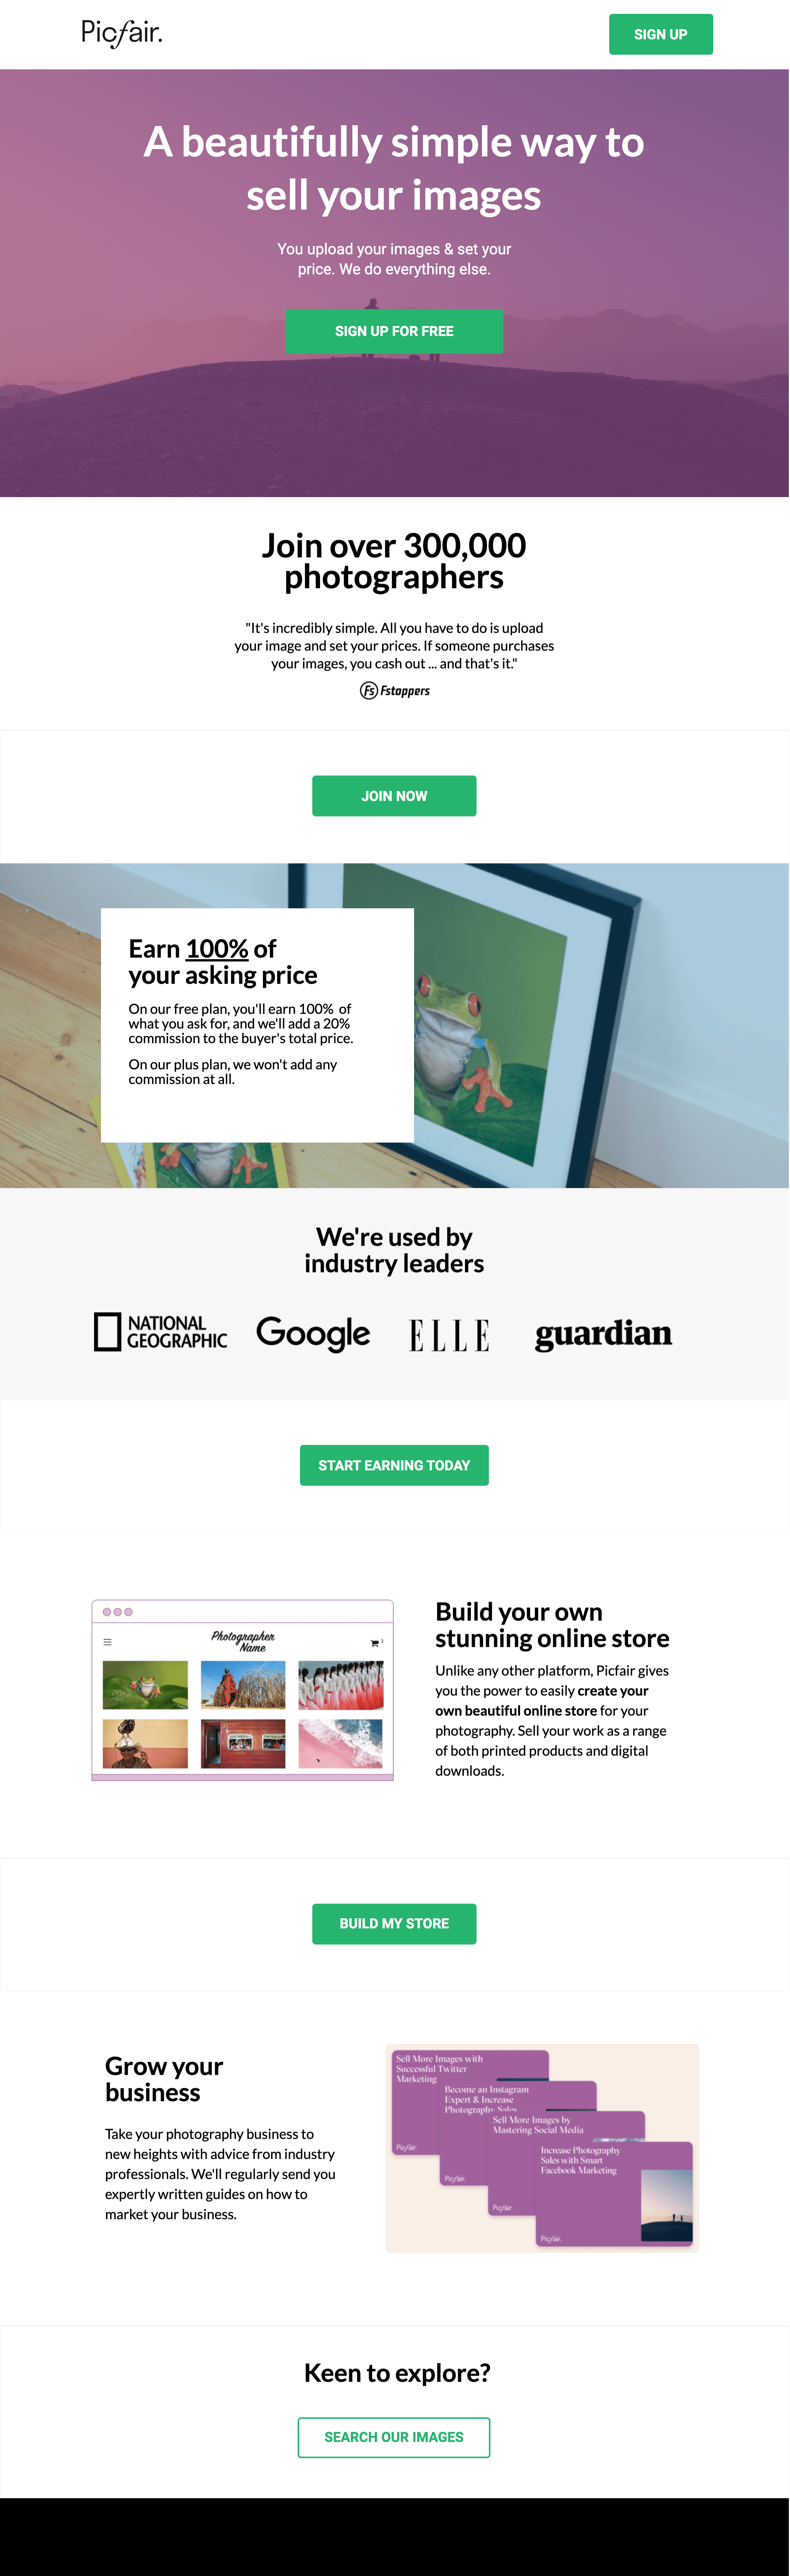 Picfair.
SIGN UP
A beautifully simple way to
sell your images
You upload your images & set your
price. We do everything else.
SIGN UP FOR FREE
Join over 300,000
photographers
"It's incredibly simple. All you have to do is upload
your image and set your prices. If someone purchases
your images, you cash out ... and that's it."
Fs Fstoppers
JOIN NOW
Earn 100% of
your asking price
On our free plan, you'll earn 100% of
what you ask for, and we'll add a 20%
commission to the buyer's total price.
On our plus plan, we won't add any
commission at all.
We're used by
industry leaders
NATIONAL
GEOGRAPHIC
Google
ELLE
guardian
START EARNING TODAY
Photographer
Name
3
Build your own
stunning online store
Unlike any other platform, Picfair gives
you the power to easily create your
own beautiful online store for your
photography. Sell your work as a range
of both printed products and digital
downloads.
BUILD MY STORE
Grow your
business
Take your photography business to
new heights with advice from industry
professionals. We'll regularly send you
expertly written guides on how to
market your business.
Sell More Images with
Successful Twitter
Marketing
Picfair.
Become an Instagram
Expert & Increase
Photography Sales
Picfair.
Sell More Images by
Mastering Social Media
Picfair.
Increase Photography
Sales with Smart
Facebook Marketing
Picfair.
Keen to explore?
SEARCH OUR IMAGES